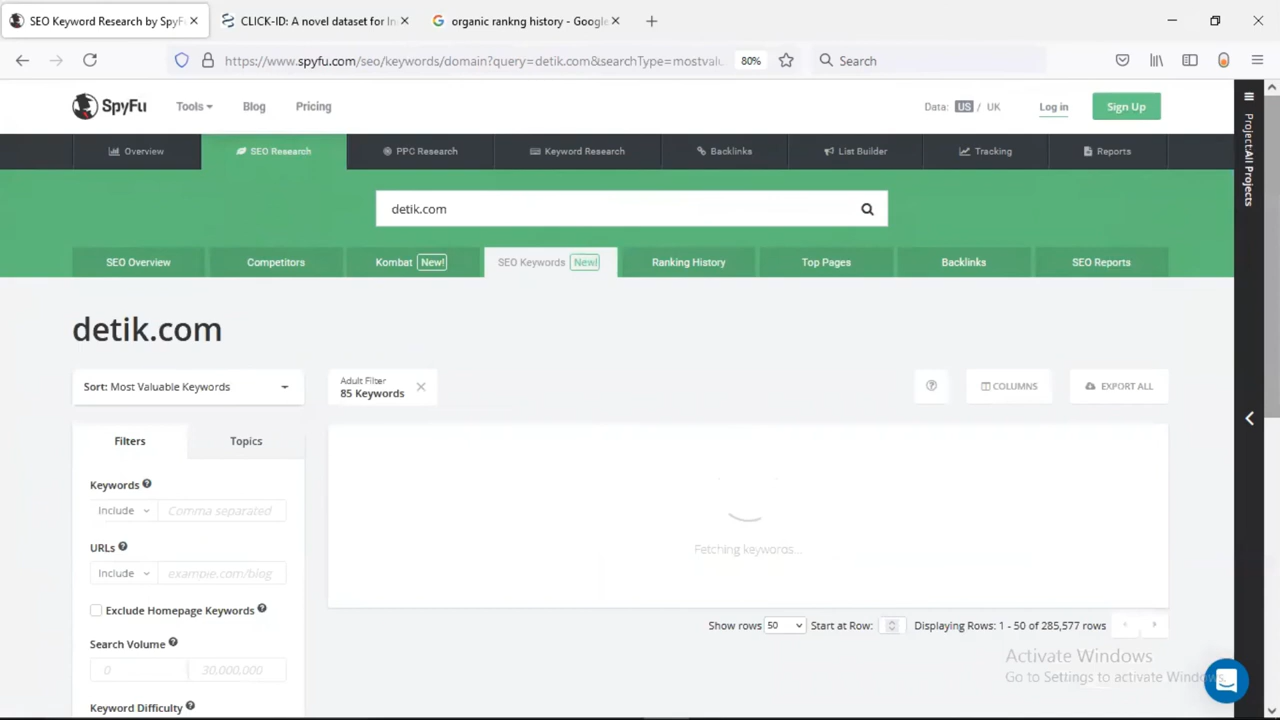 SEO Keyword Research by SpyFu
CLICK-ID: A novel dataset for In
organic rankng history - Google
https://www.spyfu.com/seo/keywords/domain?query=detik.com&searchType=mostvalu
80%
Search
SpyFu
Tools
Blog
Pricing
Data: US / UK
Log in
Sign Up
Project:All Projects
Overview
SEO Research
PPC Research
Keyword Research
Backlinks
List Builder
Tracking
Reports
detik.com
SEO Overview
Competitors
Kombat New!
SEO Keywords New!
Ranking History
Top Pages
Backlinks
SEO Reports
detik.com
Sort: Most Valuable Keywords
Adult Filter
85 Keywords
COLUMNS
EXPORT ALL
Filters
Topics
Keywords
Include
Comma separated
URLs
Include
example.com/blog
Exclude Homepage Keywords
Search Volume
0
30,000,000
Keyword Difficulty
Fetching keywords...
Show rows 50 Start at Row: Displaying Rows: 1 - 50 of 285,577 rows
Activate Windows
Go to Settings to activate Windows.